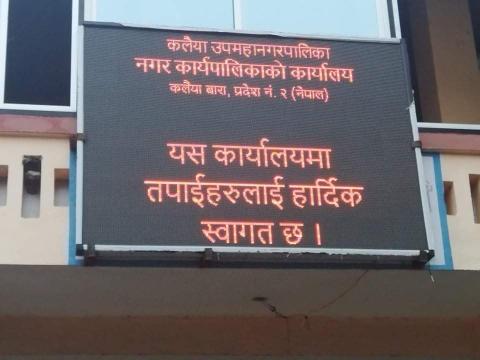 कलैया उपमहानगरपालिका
नगर कार्यपालिकाको कार्यालय
कलैया बारा, प्रदेश नं. २ (नेपाल)
यस कार्यालयमा
तपाईहरुलाई हार्दिक
स्वागत छ ।